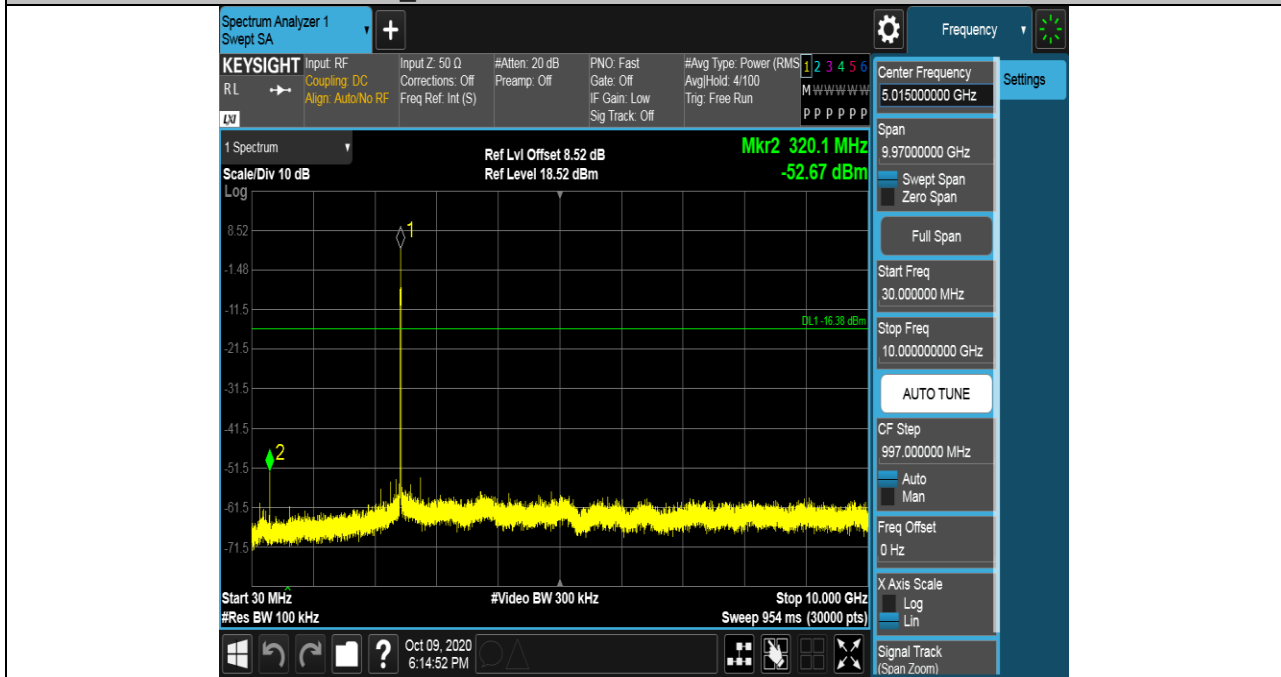 Spectrum Analyzer 1
Swept SA
+
Frequency
KEYSIGHT
RL
LXI
Input: RF
Coupling: DC
Align: Auto/No RF
Input Z: 50 Ω
Corrections: Off
Freq Ref: Int (S)
#Atten: 20 dB
Preamp: Off
PNO: Fast
Gate: Off
IF Gain: Low
Sig Track: Off
#Avg Type: Power (RMS
Avg|Hold: 4/100
Trig: Free Run
1 2 3 4 5 6
M W W W W W
P P P P P P
1 Spectrum
Scale/Div 10 dB
Ref Lvl Offset 8.52 dB
Ref Level 18.52 dBm
Mkr2 320.1 MHz
-52.67 dBm
Log
8.52
-1.48
-11.5
-21.5
-31.5
-41.5
-51.5
-61.5
-71.5
1
2
DL1 -16.38 dBm
Start 30 MHz
#Res BW 100 kHz
#Video BW 300 kHz
Stop 10.000 GHz
Sweep 954 ms (30000 pts)
?
Oct 09, 2020
6:14:52 PM
Center Frequency
5.015000000 GHz
Span
9.97000000 GHz
Swept Span
Zero Span
Full Span
Start Freq
30.000000 MHz
Stop Freq
10.000000000 GHz
AUTO TUNE
CF Step
997.000000 MHz
Auto
Man
Freq Offset
0 Hz
X Axis Scale
Log
Lin
Signal Track
(Span Zoom)
Settings